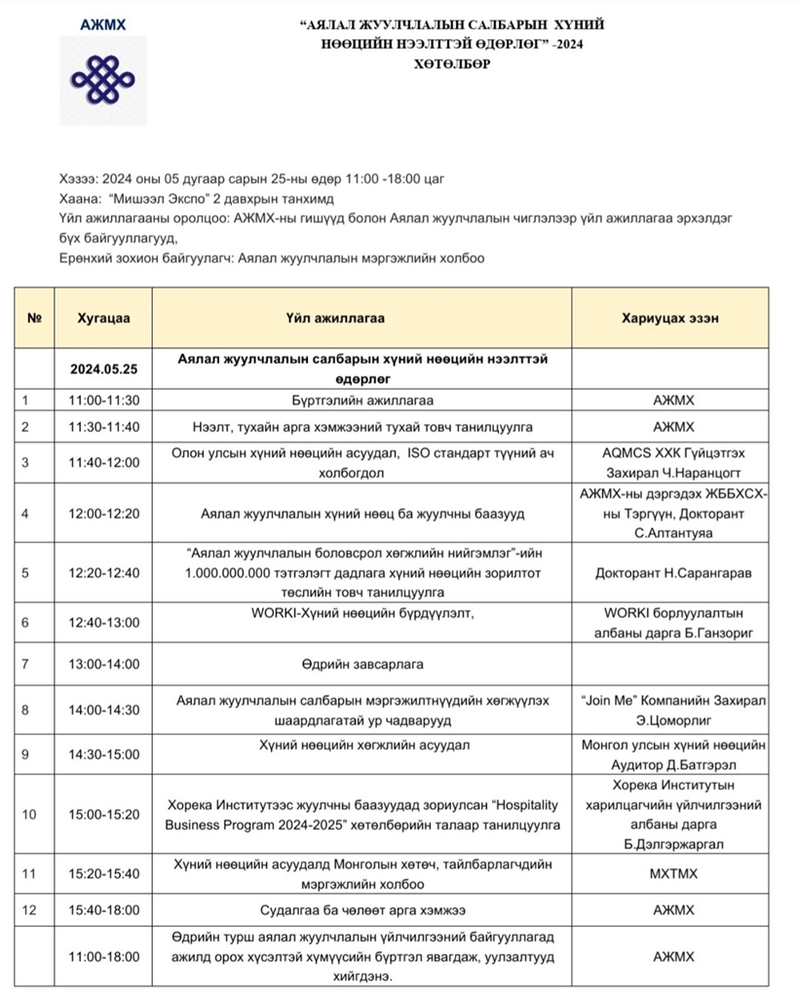 АЖМХ
“АЯЛАЛ ЖУУЛЧЛАЛЫН САЛБАРЫН ХҮНИЙ
НӨӨЦИЙН НЭЭЛТТЭЙ ӨДӨРЛӨГ” -2024
ХӨТӨЛБӨР
Хэзээ: 2024 оны 05 дугаар сарын 25-ны өдөр 11:00 -18:00 цаг
Хаана: “Мишээл Экспо” 2 давхрын танхимд
Үйл ажиллагааны оролцоо: АЖМХ-ны гишүүд болон Аялал жуулчлалын чиглэлээр үйл ажиллагаа эрхэлдэг
бүх байгууллагууд,
Ерөнхий зохион байгуулагч: Аялал жуулчлалын мэргэжлийн холбоо
№ Хугацаа Үйл ажиллагаа Хариуцах эзэн
2024.05.25
Аялал жуулчлалын салбарын хүний нөөцийн нээлттэй
өдөрлөг
1 11:00-11:30 Бүртгэлийн ажиллагаа АЖМХ
2 11:30-11:40 Нээлт, тухайн арга хэмжээний тухай товч танилцуулга АЖМХ
3 11:40-12:00
Олон улсын хүний нөөцийн асуудал, ISO стандарт түүний ач
холбогдол
AQMCS ХХК Гүйцэтгэх
Захирал Ч.Наранцогт
4 12:00-12:20 Аялал жуулчлалын хүний нөөц ба жуулчны баазууд
АЖМХ-ны дэргэдэх ЖББХСХ-
ны Тэргүүн, Докторант
С.Алтантуяа
5 12:20-12:40
“Аялал жуулчлалын боловсрол хөгжлийн нийгэмлэг”-ийн
1.000.000.000 тэтгэлэгт дадлага хүний нөөцийн зорилтот
төслийн товч танилцуулга
Докторант Н.Сарангарав
6 12:40-13:00 WORKI-Хүний нөөцийн бүрдүүлэлт,
WORKI борлуулалтын
албаны дарга Б.Ганзориг
7 13:00-14:00 Өдрийн завсарлага
8 14:00-14:30
Аялал жуулчлалын салбарын мэргэжилтнүүдийн хөгжүүлэх
шаардлагатай ур чадварууд
“Join Me” Компанийн Захирал
Э.Цоморлиг
9 14:30-15:00 Хүний нөөцийн хөгжлийн асуудал
Монгол улсын хүний нөөцийн
Аудитор Д.Батгэрэл
10 15:00-15:20
Хорека Институтээс жуулчны баазуудад зориулсан “Hospitality
Business Program 2024-2025” хөтөлбөрийн талаар танилцуулга
Хорека Институтын
харилцагчийн үйлчилгээний
албаны дарга
Б.Дэлгэржаргал
11 15:20-15:40
Хүний нөөцийн асуудалд Монголын хөтөч, тайлбарлагчдийн
мэргэжлийн холбоо
МХТМХ
12 15:40-18:00 Судалгаа ба чөлөөт арга хэмжээ АЖМХ
11:00-18:00
Өдрийн турш аялал жуулчлалын үйлчилгээний байгууллагад
ажилд орох хүсэлтэй хүмүүсийн бүртгэл явагдаж, уулзалтууд
хийгдэнэ.
АЖМХ